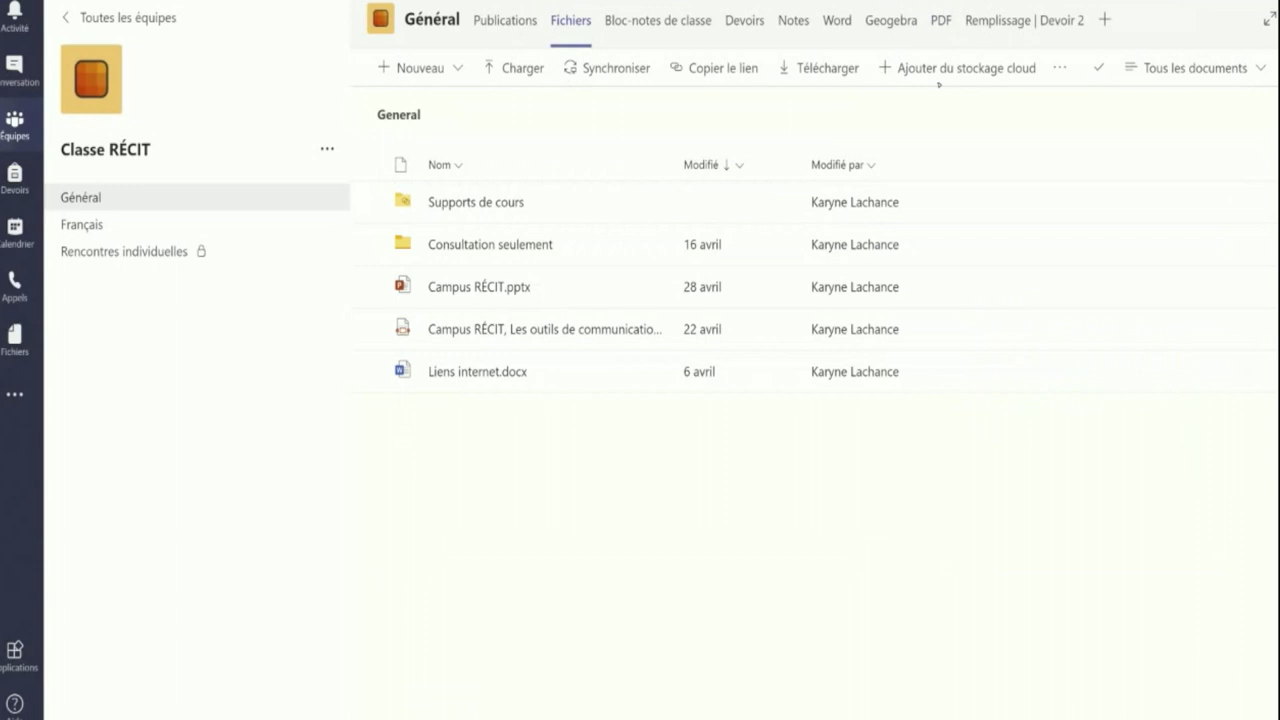 Activité
nversation
Équipes
Devoirs
alendrier
Appels
Fichiers
plications
Toutes les équipes
Classe RÉCIT
Général
Français
Rencontres individuelles
Général Publications Fichiers Bloc-notes de classe Devoirs Notes Word Geogebra PDF Remplissage | Devoir 2
Nouveau Charger Synchroniser Copier le lien Télécharger Ajouter du stockage cloud Tous les documents
General
Nom Modifié Modifié par
Supports de cours Karyne Lachance
Consultation seulement 16 avril Karyne Lachance
Campus RÉCIT.pptx 28 avril Karyne Lachance
Campus RÉCIT, Les outils de communicatio... 22 avril Karyne Lachance
Liens internet.docx 6 avril Karyne Lachance